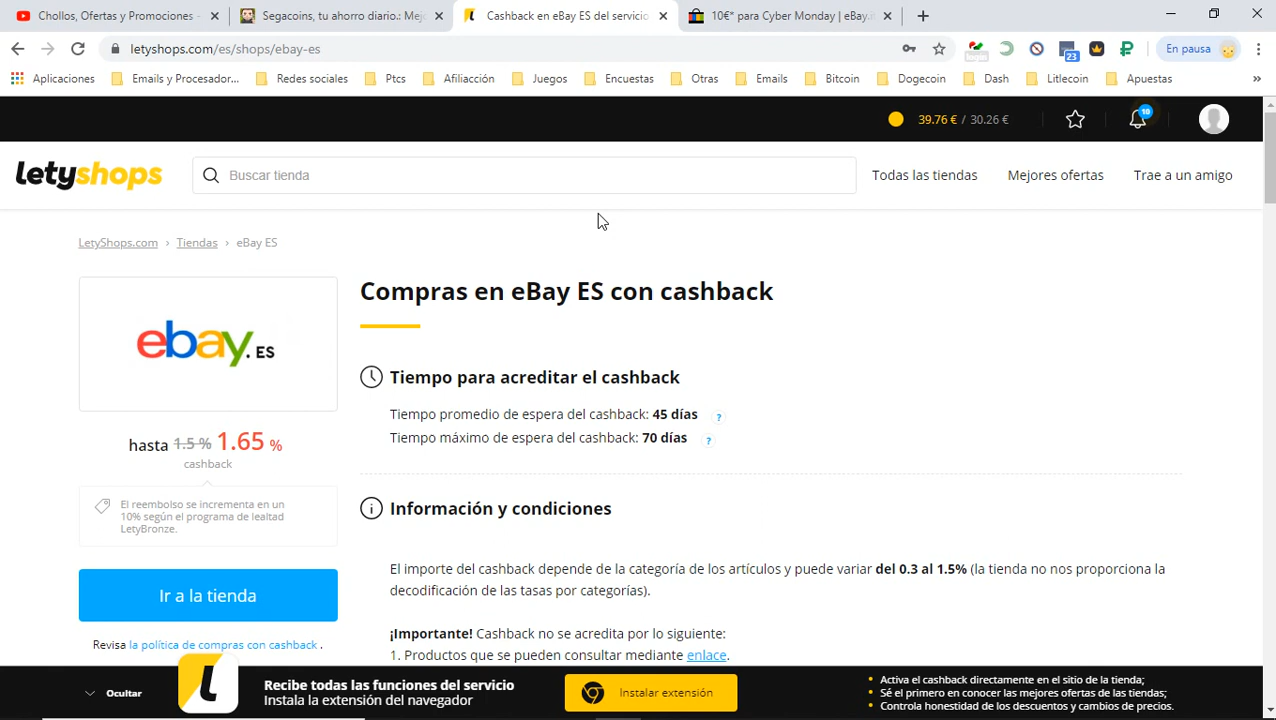 Chollos, Ofertas y Promociones -
Segacoins, tu ahorro diario.: Mej
Cashback en eBay ES del servicio
10€* para Cyber Monday | eBay.i
letyshops.com/es/shops/ebay-es
23
En pausa
Aplicaciones
Emails y Procesador...
Redes sociales
Ptcs
Afiliacción
Juegos
Encuestas
Otras
Emails
Bitcoin
Dogecoin
Dash
Litlecoin
Apuestas
»
39.76 € / 30.26 €
10
letyshops
Buscar tienda
Todas las tiendas
Mejores ofertas
Trae a un amigo
LetyShops.com › Tiendas › eBay ES
ebay.ES
hasta 1.5 % 1.65 %
cashback
El reembolso se incrementa en un
10% según el programa de lealtad
LetyBronze.
Ir a la tienda
Revisa la política de compras con cashback .
Compras en eBay ES con cashback
Tiempo para acreditar el cashback
Tiempo promedio de espera del cashback: 45 días ?
Tiempo máximo de espera del cashback: 70 días ?
Información y condiciones
El importe del cashback depende de la categoría de los artículos y puede variar del 0.3 al 1.5% (la tienda no nos proporciona la
decodificación de las tasas por categorías).
¡Importante! Cashback no se acredita por lo siguiente:
1. Productos que se pueden consultar mediante enlace.
Ocultar
L
Recibe todas las funciones del servicio
Instala la extensión del navegador
Instalar extensión
• Activa el cashback directamente en el sitio de la tienda;
• Sé el primero en conocer las mejores ofertas de las tiendas;
• Controla honestidad de los descuentos y cambios de precios.